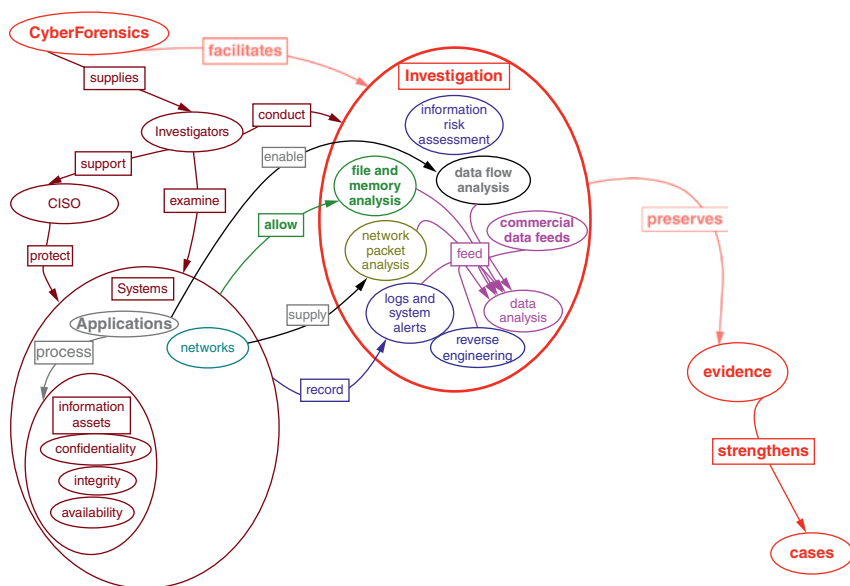 CyberForensics
facilitates
supplies
Investigation
conduct
information
risk
assessment
Investigators
enable
support
file and
memory
analysis
data flow
analysis
CISO
examine
allow
commercial
data feeds
preserves
protect
network
packet
analysis
feed
Systems
Applications
supply
logs and
system
alerts
data
analysis
process
networks
reverse
engineering
evidence
record
information
assets
confidentiality
strengthens
integrity
availability
cases